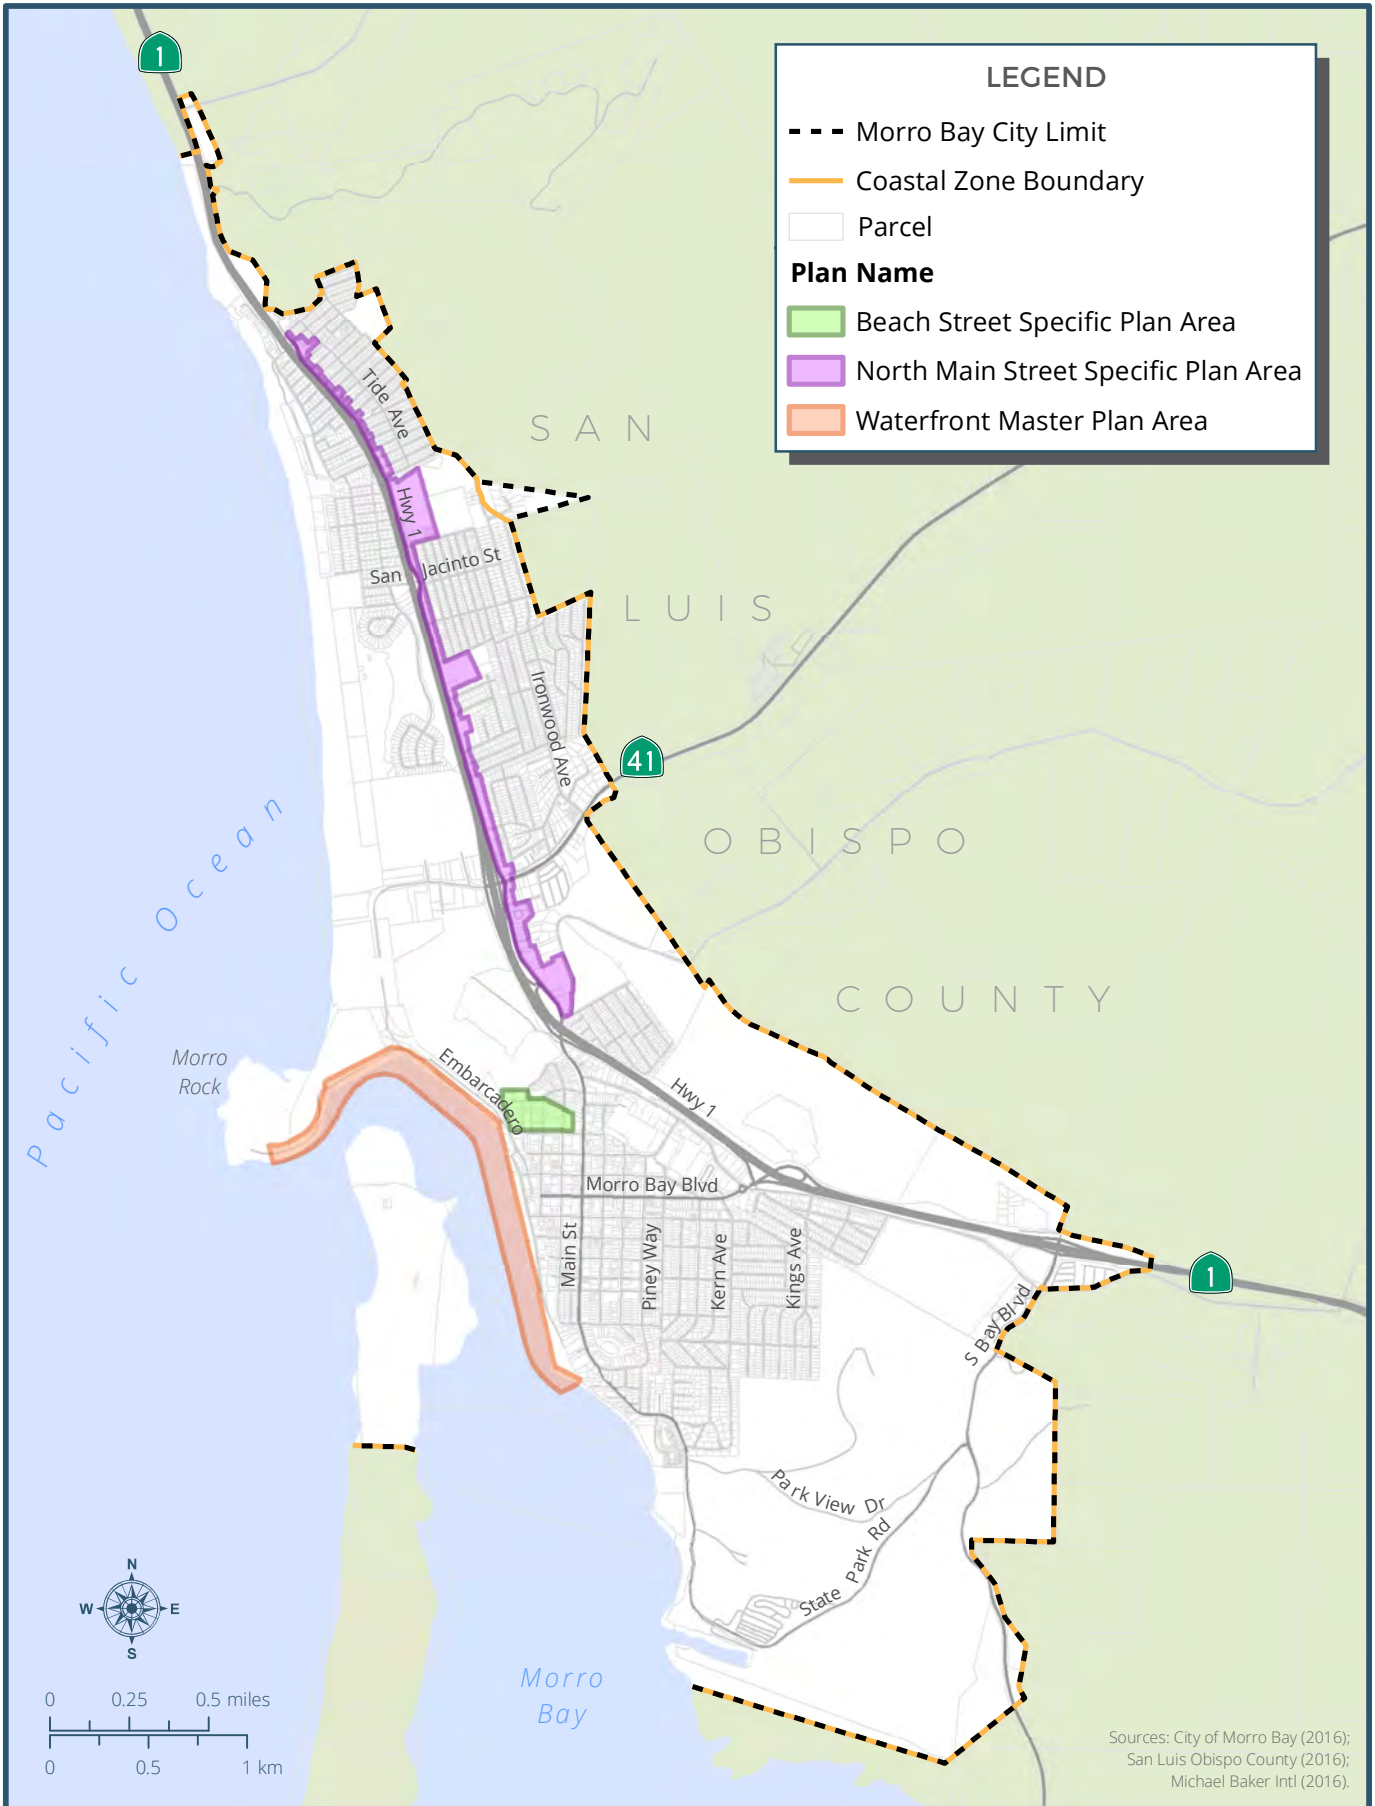 1
LEGEND
Morro Bay City Limit
Coastal Zone Boundary
Parcel
Plan Name
Beach Street Specific Plan Area
North Main Street Specific Plan Area
Waterfront Master Plan Area
Tide Ave
SAN
Hwy 1
San Jacinto St
LUIS
Ironwood Ave
41
OBISPO
Pacific Ocean
COUNTY
Morro
Rock
Embarcadero
Hwy 1
Morro Bay Blvd
Main St
Piney Way
Kern Ave
Kings Ave
1
S Bay Blvd
Park View Dr
State Park Rd
N
W E
S
Morro
Bay
0 0.25 0.5 miles
0 0.5 1 km
Sources: City of Morro Bay (2016);
San Luis Obispo County (2016);
Michael Baker Intl (2016).